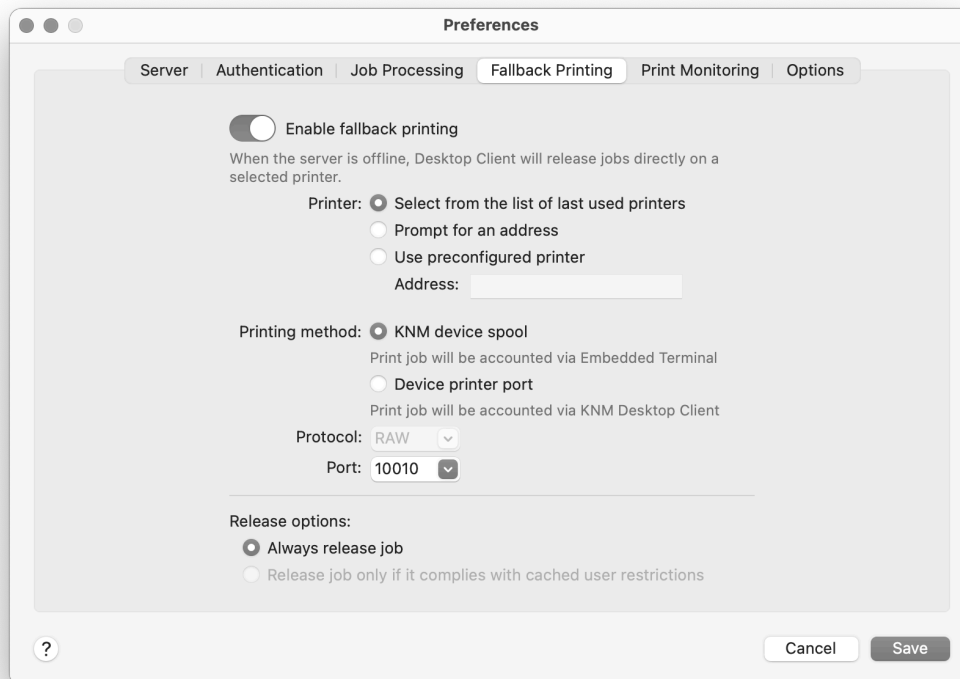 Preferences
Server
Authentication
Job Processing
Fallback Printing
Print Monitoring
Options
Enable fallback printing
When the server is offline, Desktop Client will release jobs directly on a
selected printer.
Printer: Select from the list of last used printers
Prompt for an address
Use preconfigured printer
Address:
Printing method: KNM device spool
Print job will be accounted via Embedded Terminal
Device printer port
Print job will be accounted via KNM Desktop Client
Protocol: RAW
Port: 10010
Release options:
Always release job
Release job only if it complies with cached user restrictions
?
Cancel
Save